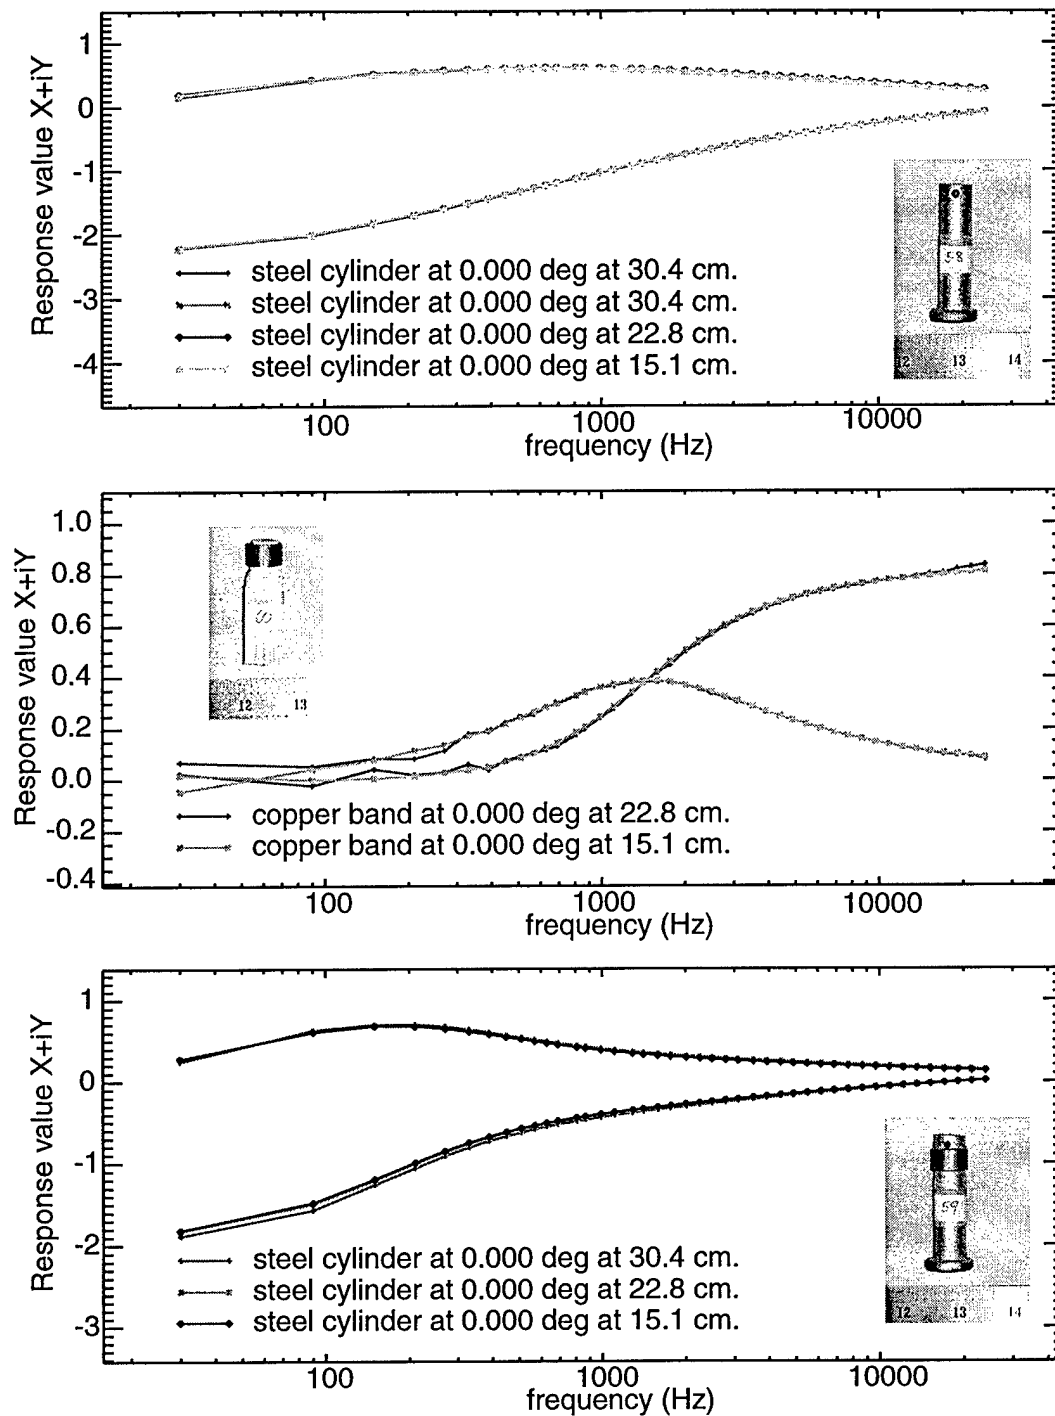 Response value X+iY
1
0
-1
-2
-3
-4
steel cylinder at 0.000 deg at 30.4 cm.
steel cylinder at 0.000 deg at 30.4 cm.
steel cylinder at 0.000 deg at 22.8 cm.
steel cylinder at 0.000 deg at 15.1 cm.
58
12 13 14
100 1000 10000
frequency (Hz)
Response value X+iY
1.0
0.8
0.6
0.4
0.2
0.0
-0.2
-0.4
12 13
copper band at 0.000 deg at 22.8 cm.
copper band at 0.000 deg at 15.1 cm.
100 1000 10000
frequency (Hz)
Response value X+iY
1
0
-1
-2
-3
steel cylinder at 0.000 deg at 30.4 cm.
steel cylinder at 0.000 deg at 22.8 cm.
steel cylinder at 0.000 deg at 15.1 cm.
59
12 13 14
100 1000 10000
frequency (Hz)